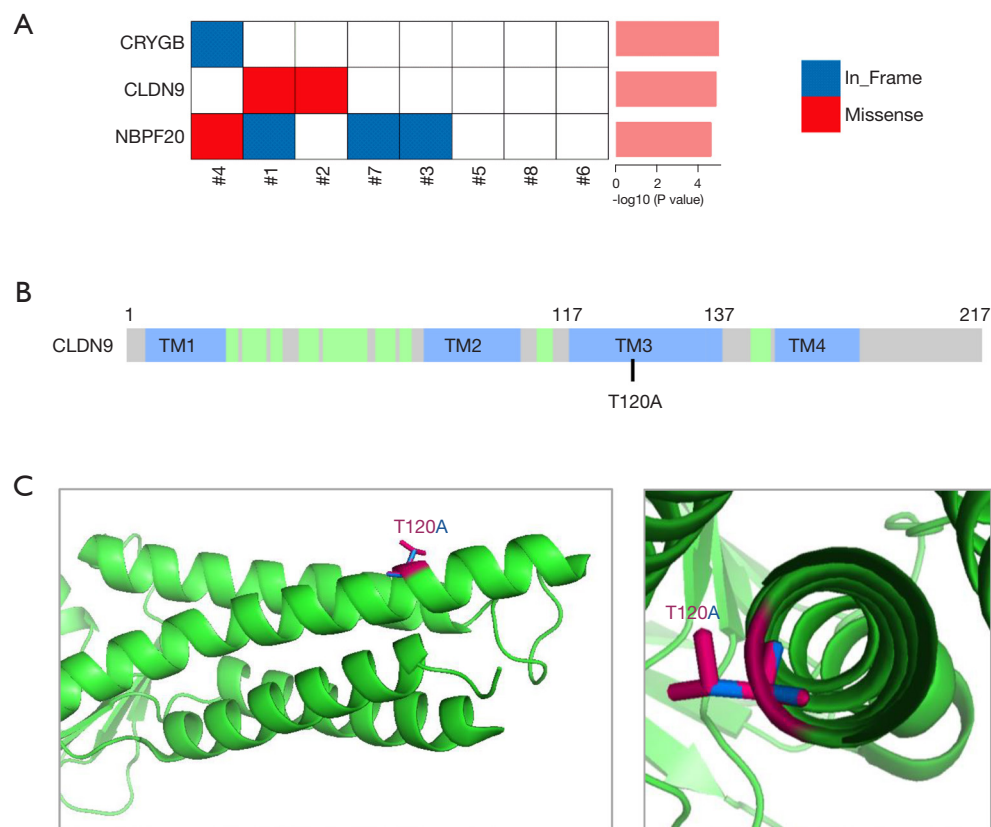 A
CRYGB
CLDN9
NBPF20
#4 #1 #2 #7 #3 #5 #8 #6
0 2 4
-log10 (P value)
In_Frame
Missense
B
1 117 137 217
CLDN9 TM1 TM2 TM3 TM4
T120A
C
T120A
T120A